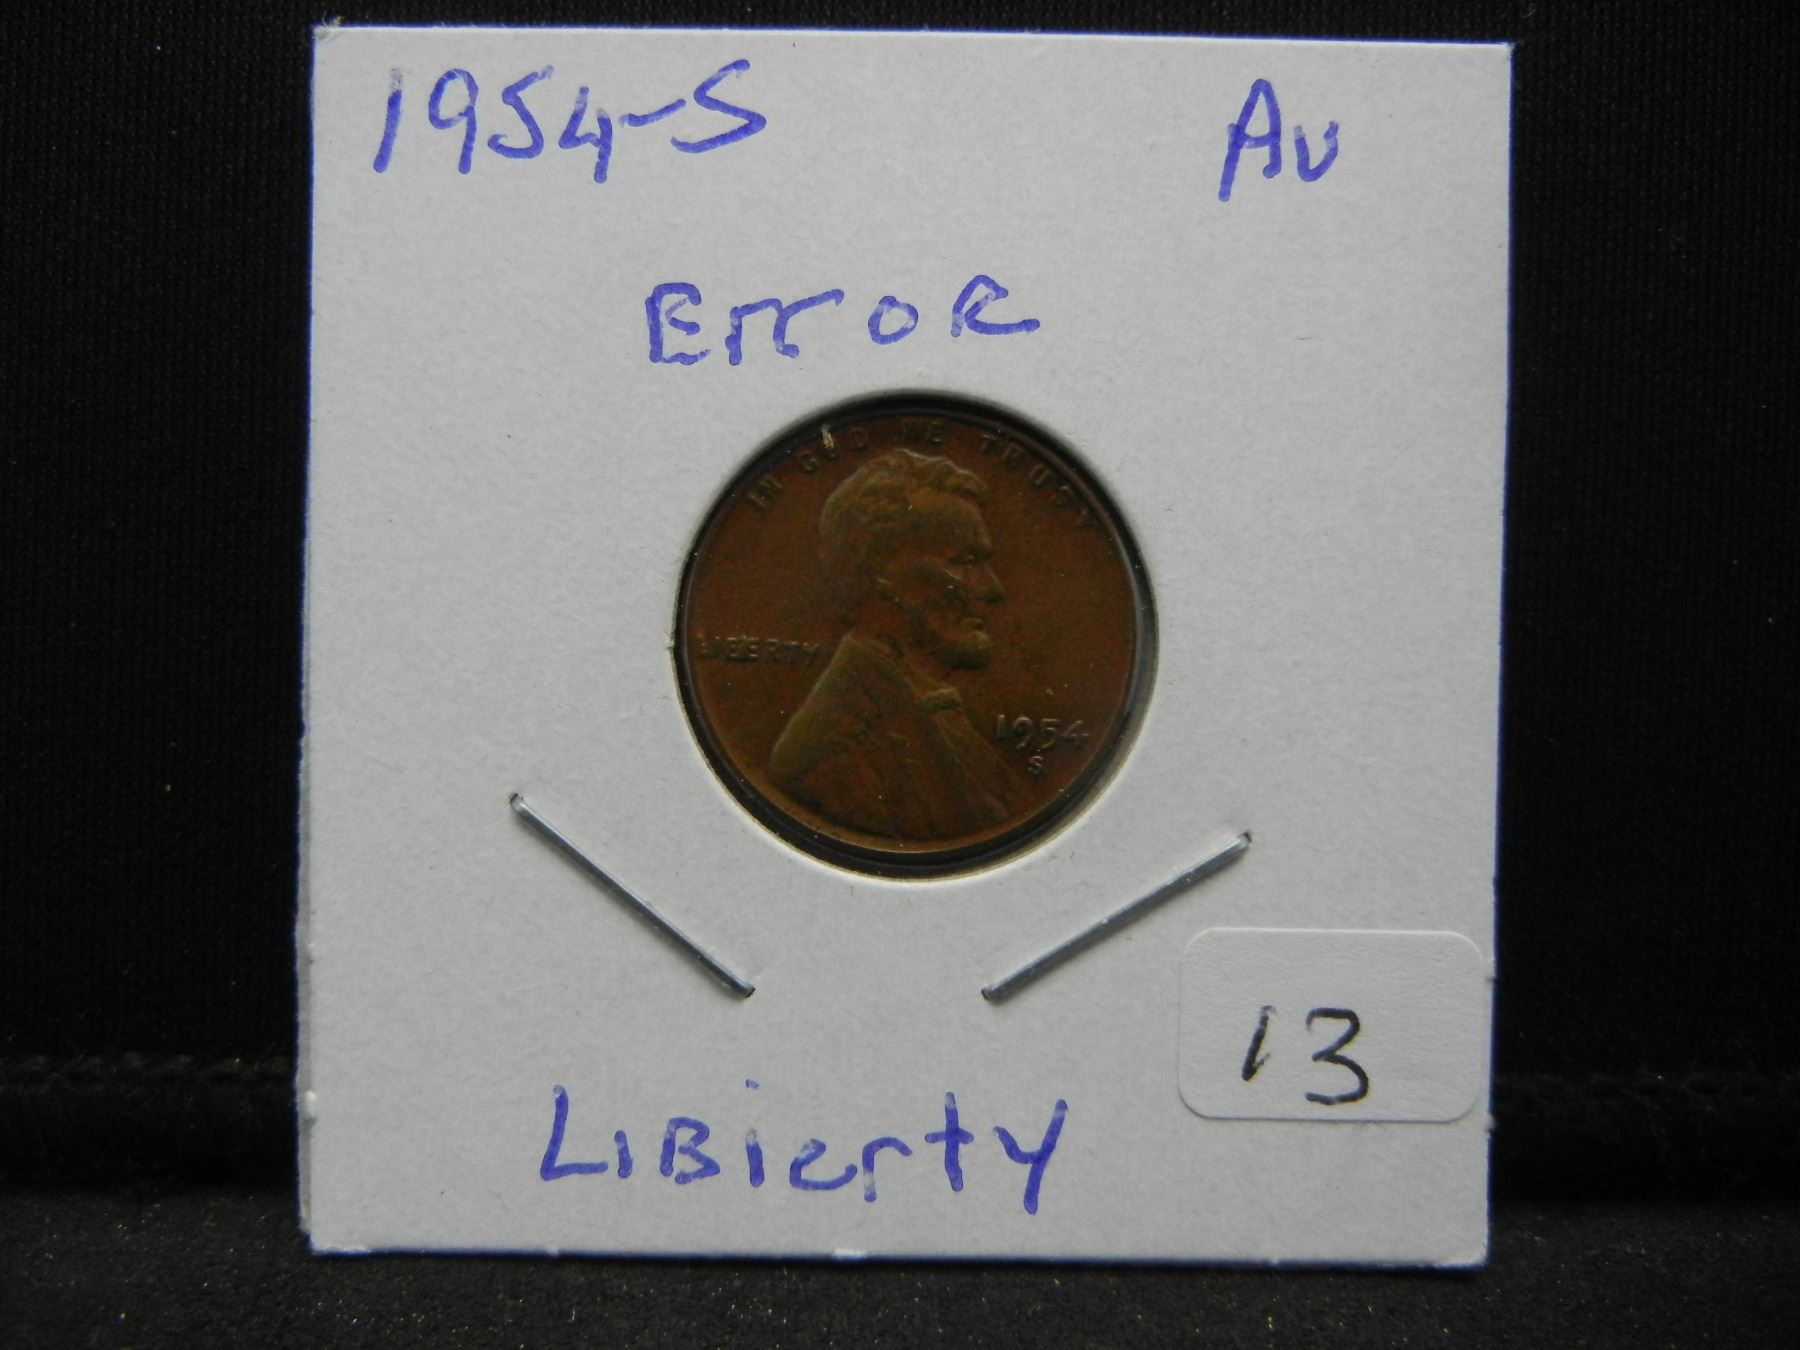 1954-S AU
ERROR
IN GOD WE TRUST
LIBERTY
1954
S
13
LIBIERTY